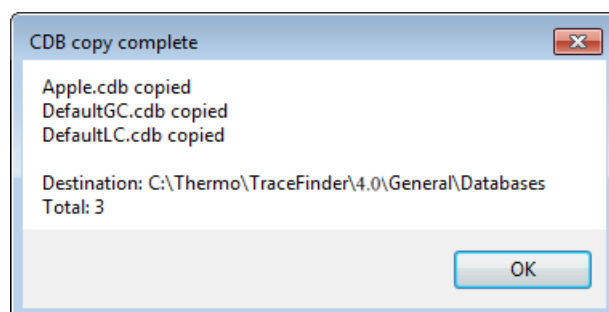 CDB copy complete
Apple.cdb copied
DefaultGC.cdb copied
DefaultLC.cdb copied
Destination: C:\Thermo\TraceFinder\4.0\General\Databases
Total: 3
OK